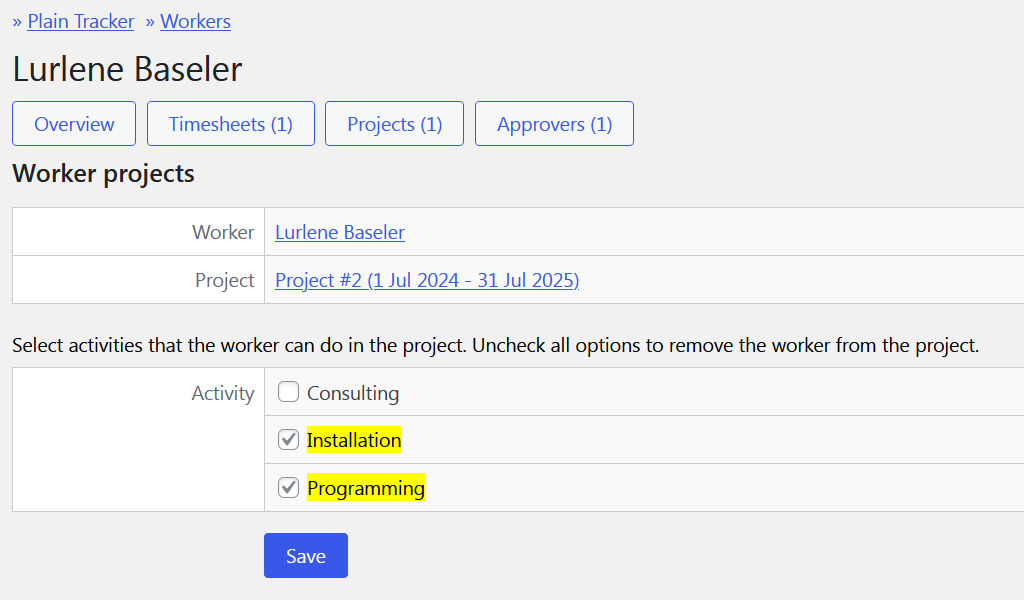 » Plain Tracker » Workers
Lurlene Baseler
Overview Timesheets (1) Projects (1) Approvers (1)
Worker projects
Worker Lurlene Baseler
Project Project #2 (1 Jul 2024 - 31 Jul 2025)
Select activities that the worker can do in the project. Uncheck all options to remove the worker from the project.
Activity Consulting
Installation
Programming
Save